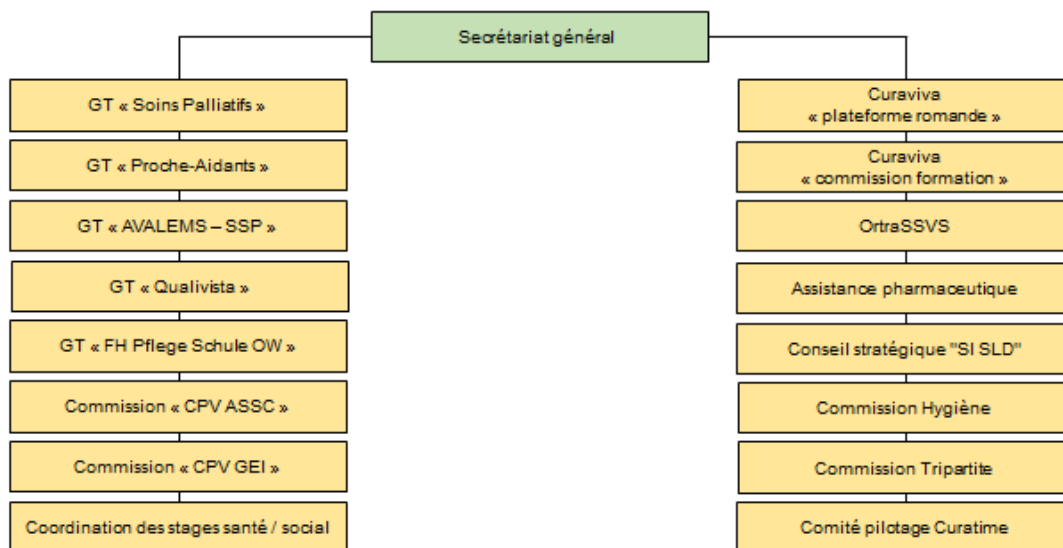 Secrétariat général
GT « Soins Palliatifs »
GT « Proche-Aidants »
GT « AVALEMS – SSP »
GT « Qualivista »
GT « FH Pflege Schule OW »
Commission « CPV ASSC »
Commission « CPV GEI »
Coordination des stages santé / social
Curaviva
« plateforme romande »
Curaviva
« commission formation »
OrtraSSVS
Assistance pharmaceutique
Conseil stratégique "SI SLD"
Commission Hygiène
Commission Tripartite
Comité pilotage Curatime